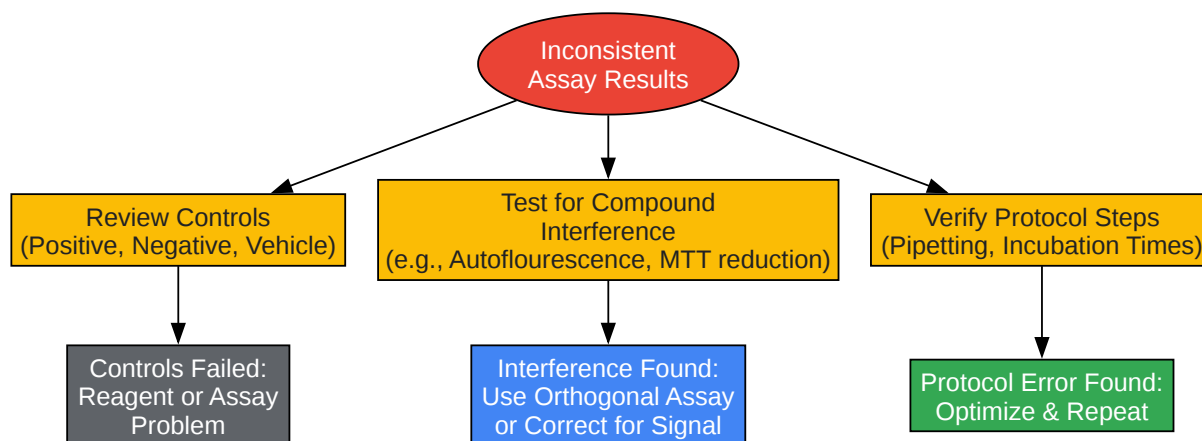 Inconsistent
Assay Results
Review Controls
(Positive, Negative, Vehicle)
Test for Compound
Interference
(e.g., Autoflourescence, MTT reduction)
Verify Protocol Steps
(Pipetting, Incubation Times)
Controls Failed:
Reagent or Assay
Problem
Interference Found:
Use Orthogonal Assay
or Correct for Signal
Protocol Error Found:
Optimize & Repeat